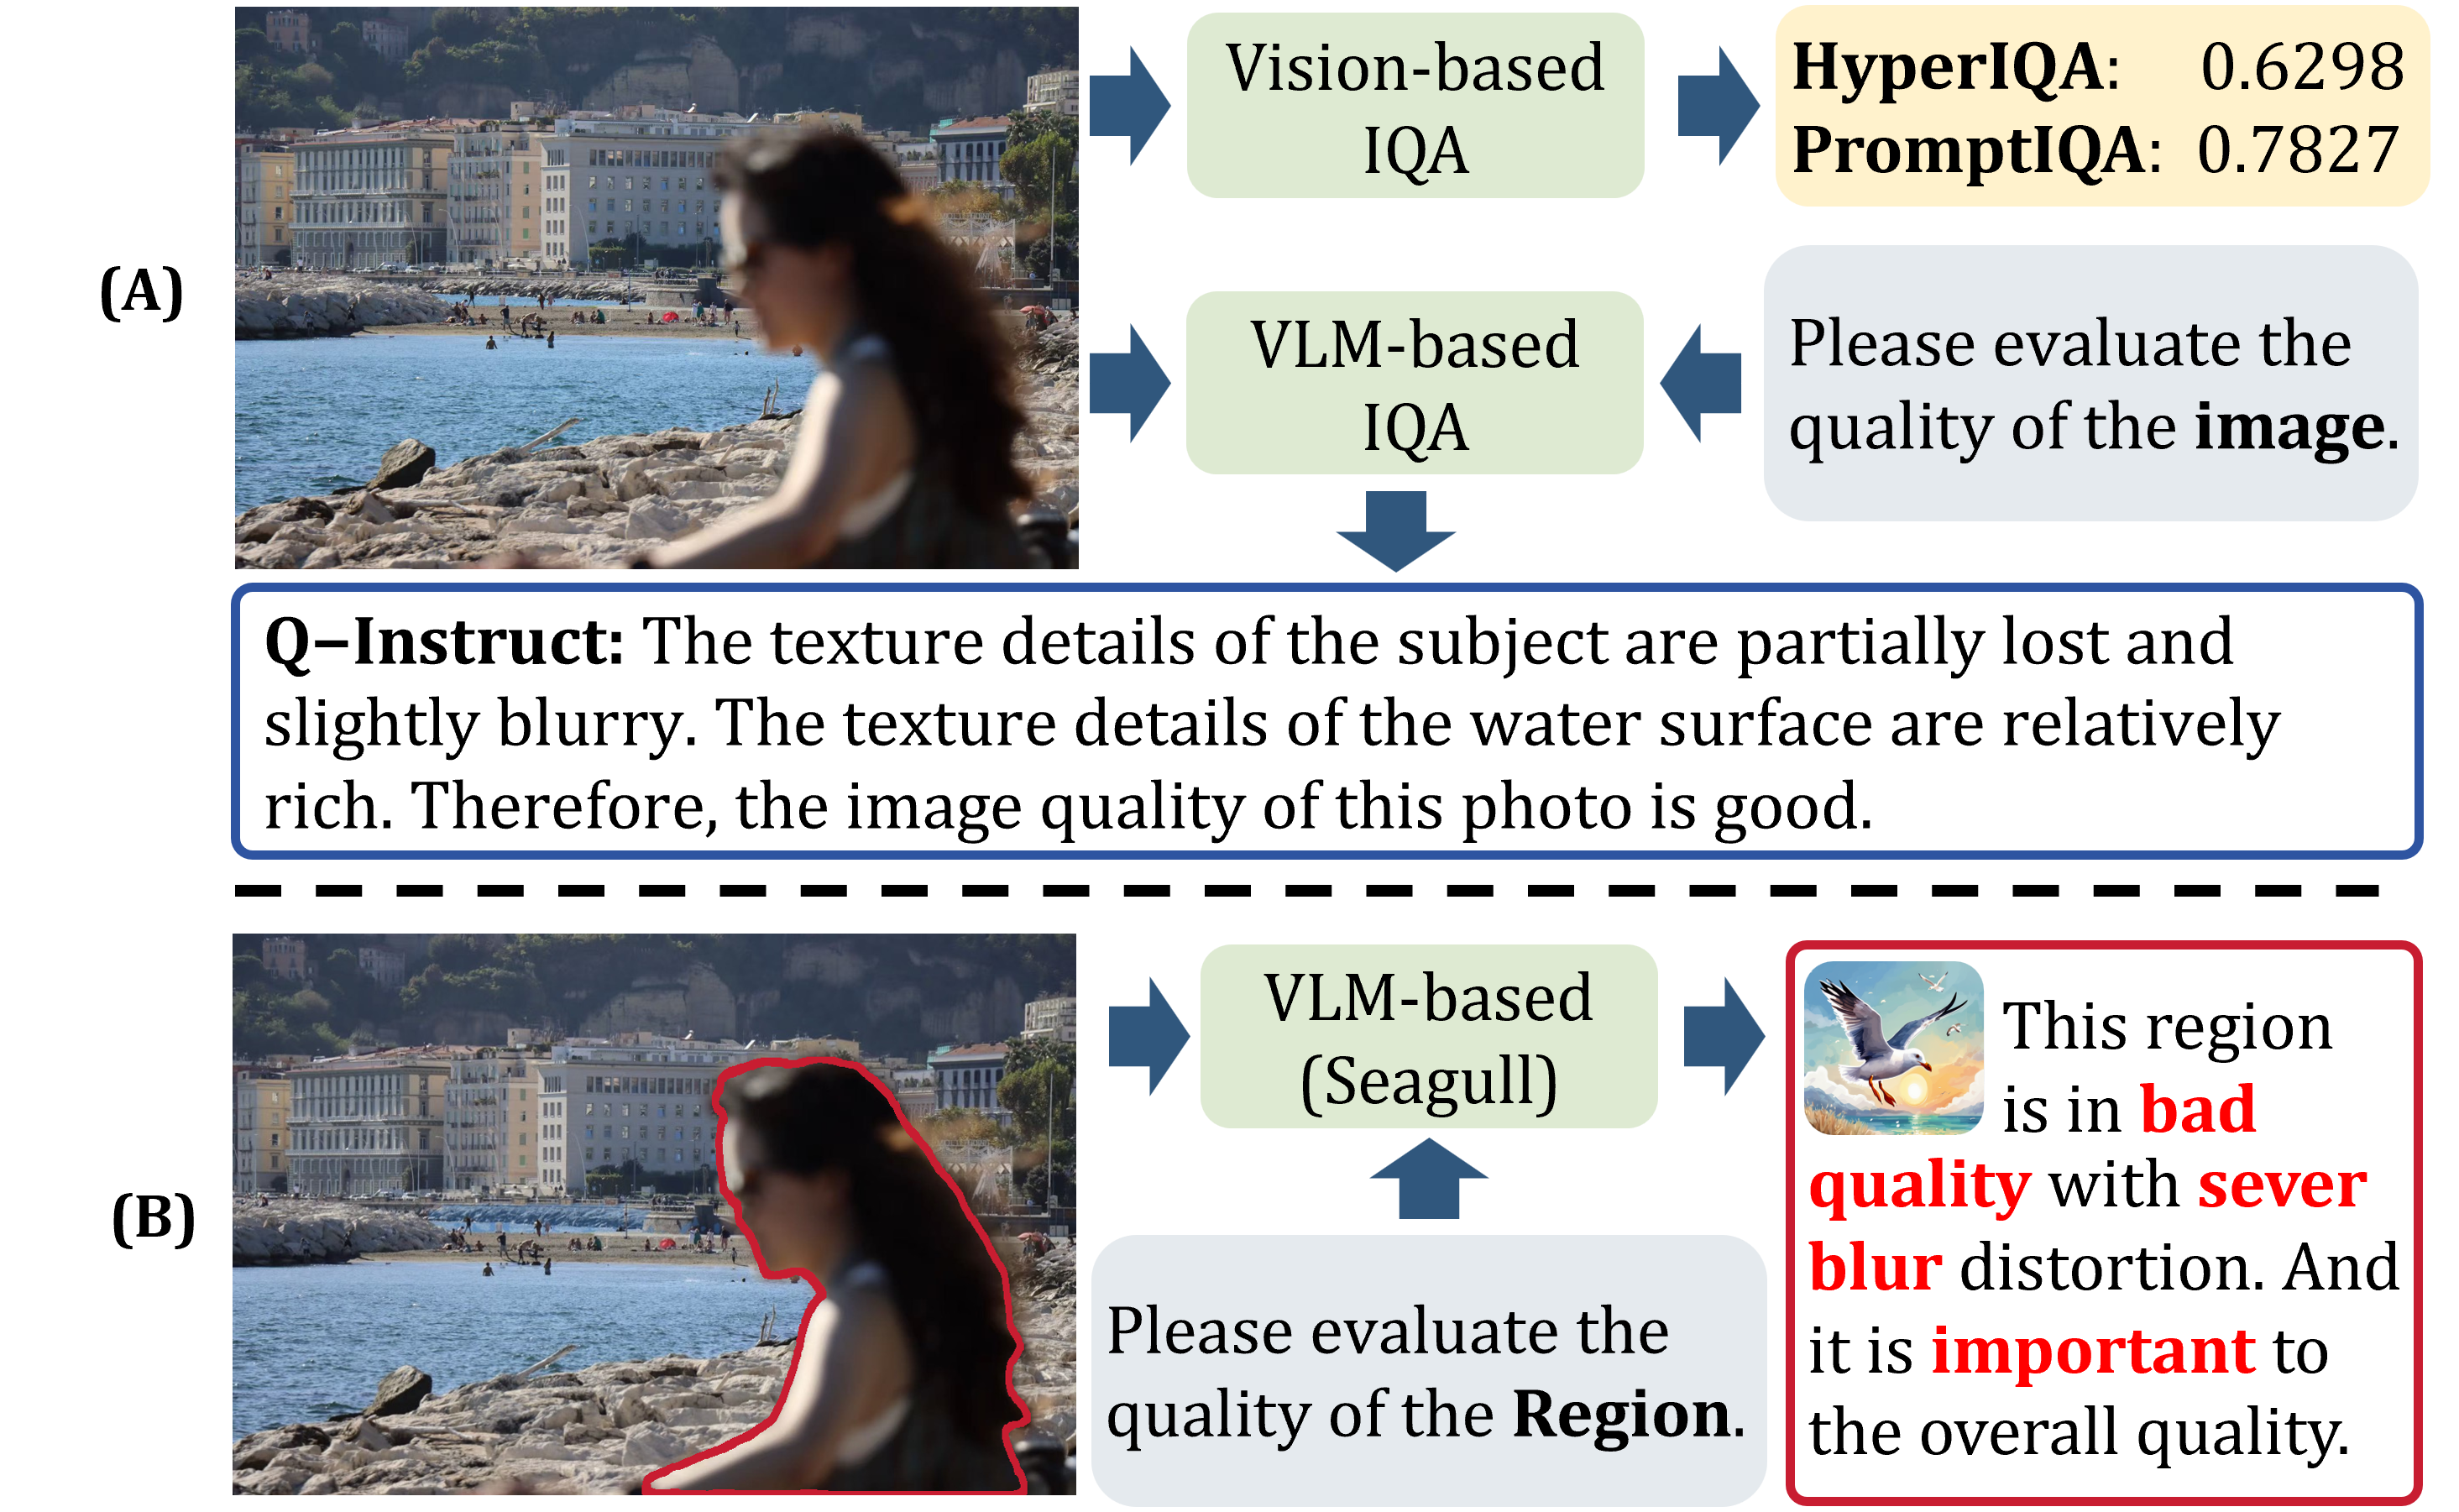 (A)
Vision-based
IQA
HyperIQA: 0.6298
PromptIQA: 0.7827
VLM-based
IQA
Please evaluate the
quality of the image.
Q−Instruct: The texture details of the subject are partially lost and
slightly blurry. The texture details of the water surface are relatively
rich. Therefore, the image quality of this photo is good.
(B)
VLM-based
(Seagull)
Please evaluate the
quality of the Region.
This region
is in bad
quality with sever
blur distortion. And
it is important to
the overall quality.